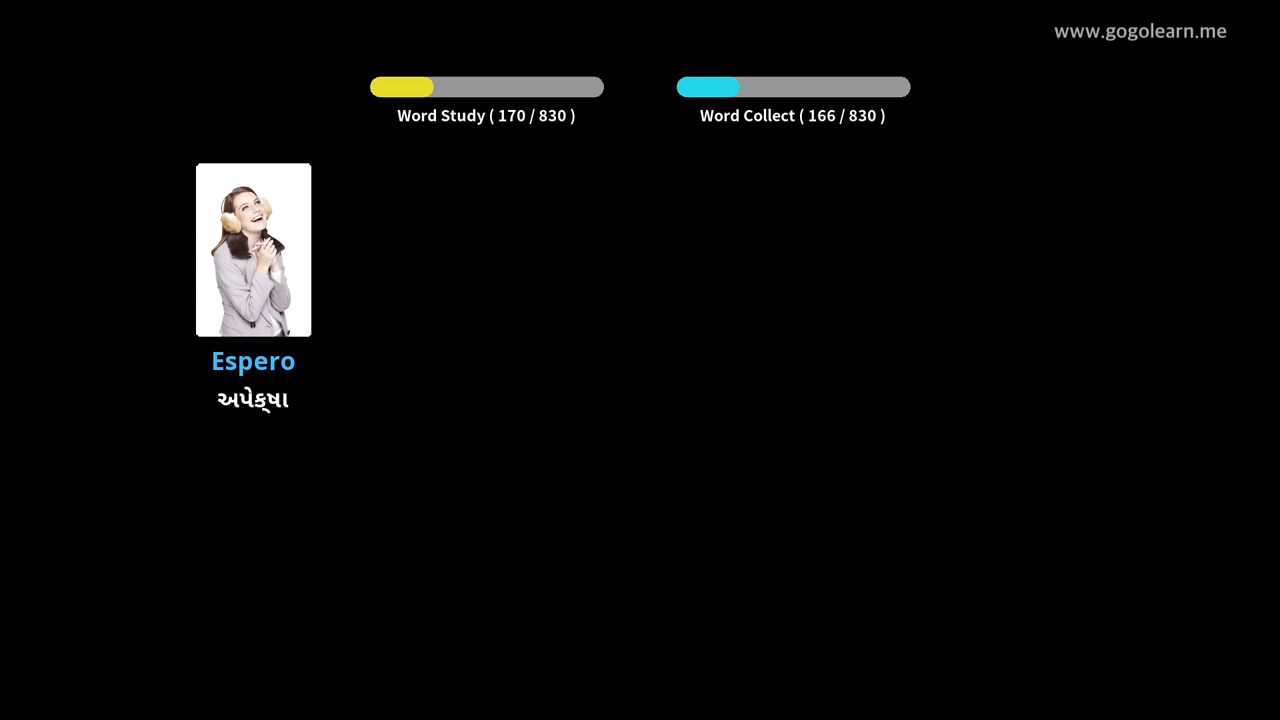 www.gogolearn.me
Word Study ( 170 / 830 )
Word Collect ( 166 / 830 )
Espero
અપેક્ષા